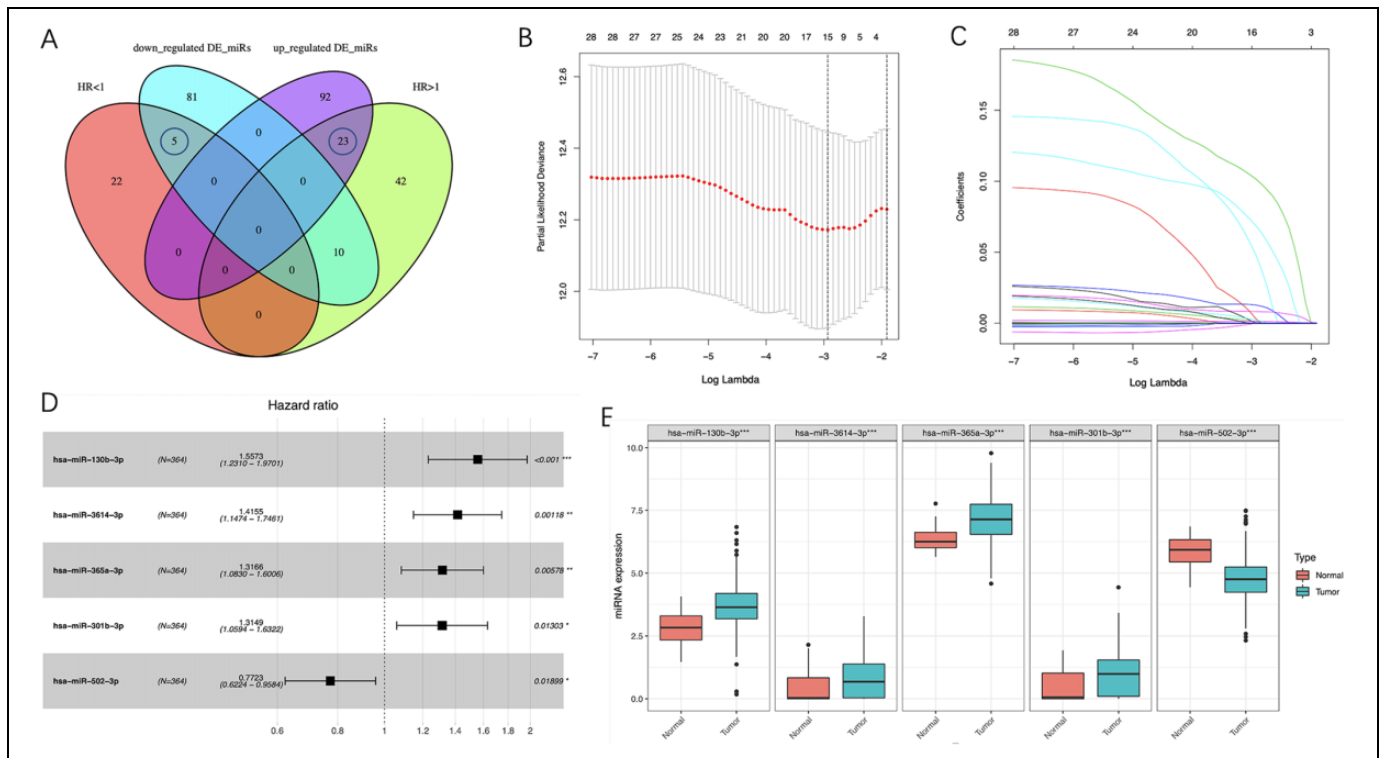 A
down_regulated DE_miRs
up_regulated DE_miRs
HR<1
HR>1
81
92
5
0
23
22
0
0
42
0
0
10
0
0
0
B
28 28 27 27 25 24 23 21 20 20 17 15 9 5 4
Partial Likelihood Deviance
12.6
12.4
12.2
12.0
−7 −6 −5 −4 −3 −2
Log Lambda
C
28 27 24 20 16 3
Coefficients
0.15
0.10
0.05
0.00
−7 −6 −5 −4 −3 −2
Log Lambda
D
Hazard ratio
hsa−miR−130b−3p (N=364) 1.5573 <0.001 ***
(1.2310 − 1.9701)
hsa−miR−3614−3p (N=364) 1.4155 0.00118 **
(1.1474 − 1.7461)
hsa−miR−365a−3p (N=364) 1.3166 0.00578 **
(1.0830 − 1.6006)
hsa−miR−301b−3p (N=364) 1.3149 0.01303 *
(1.0594 − 1.6322)
hsa−miR−502−3p (N=364) 0.7723 0.01899 *
(0.6224 − 0.9584)
0.6 0.8 1 1.2 1.4 1.6 1.8 2
E
hsa−miR−130b−3p*** hsa−miR−3614−3p*** hsa−miR−365a−3p*** hsa−miR−301b−3p*** hsa−miR−502−3p***
miRNA expression
10.0
7.5
5.0
2.5
0.0
Normal Tumor Normal Tumor Normal Tumor Normal Tumor Normal Tumor
Type
Normal
Tumor